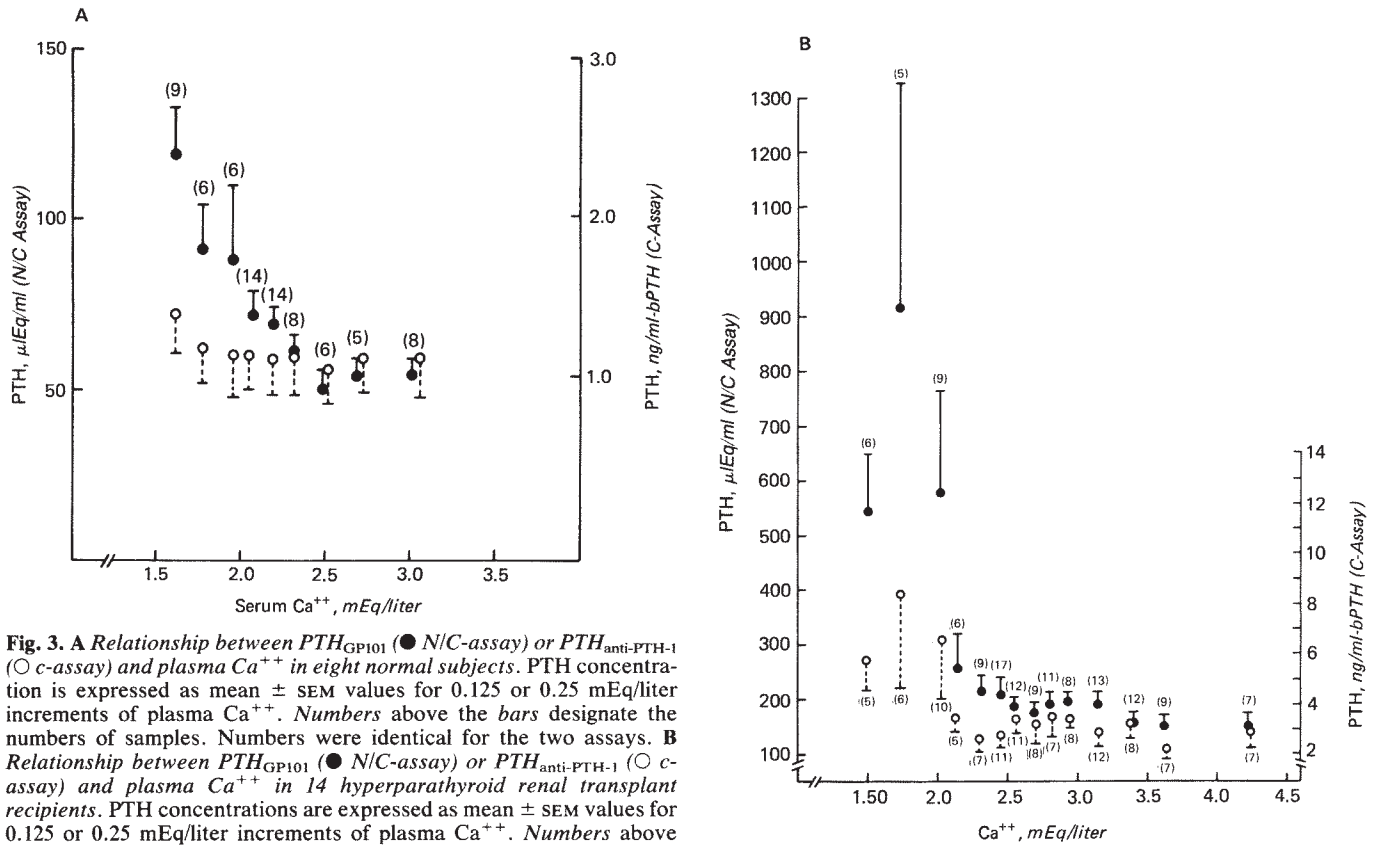 A
150
100
50
PTH, µlEq/ml (N/C Assay)
(9)
(6)
(6)
(14)
(14)
(8)
(6)
(5)
(8)
3.0
2.0
1.0
PTH, ng/ml-bPTH (C-Assay)
1.5 2.0 2.5 3.0 3.5
Serum Ca++, mEq/liter
Fig. 3. A Relationship between PTHGP101 (● N/C-assay) or PTHanti-PTH-1
(○ c-assay) and plasma Ca++ in eight normal subjects. PTH concentra-
tion is expressed as mean ± SEM values for 0.125 or 0.25 mEq/liter
increments of plasma Ca++. Numbers above the bars designate the
numbers of samples. Numbers were identical for the two assays. B
Relationship between PTHGP101 (● N/C-assay) or PTHanti-PTH-1 (○ c-
assay) and plasma Ca++ in 14 hyperparathyroid renal transplant
recipients. PTH concentrations are expressed as mean ± SEM values for
0.125 or 0.25 mEq/liter increments of plasma Ca++. Numbers above
B
1300
1200
1100
1000
900
800
700
600
500
400
300
200
100
PTH, µlEq/ml (N/C Assay)
(5)
(9)
(6)
(6)
(9) (17)
(12) (9) (11) (8) (13)
(12) (9) (7)
(5) (6) (10)
(5) (7) (11) (11) (8) (7) (8) (12) (8) (7) (7)
14
12
10
8
6
4
2
PTH, ng/ml-bPTH (C-Assay)
1.50 2.0 2.5 3.0 3.5 4.0 4.5
Ca++, mEq/liter